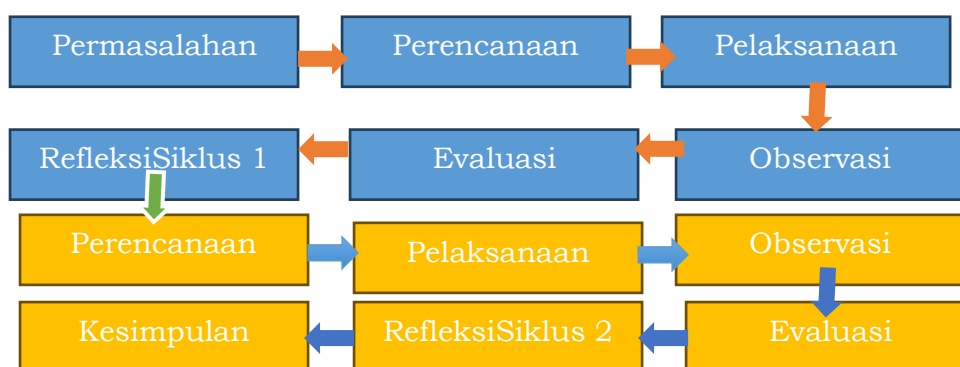 Permasalahan
Perencanaan
Pelaksanaan
RefleksiSiklus 1
Evaluasi
Observasi
Perencanaan
Pelaksanaan
Observasi
Kesimpulan
RefleksiSiklus 2
Evaluasi